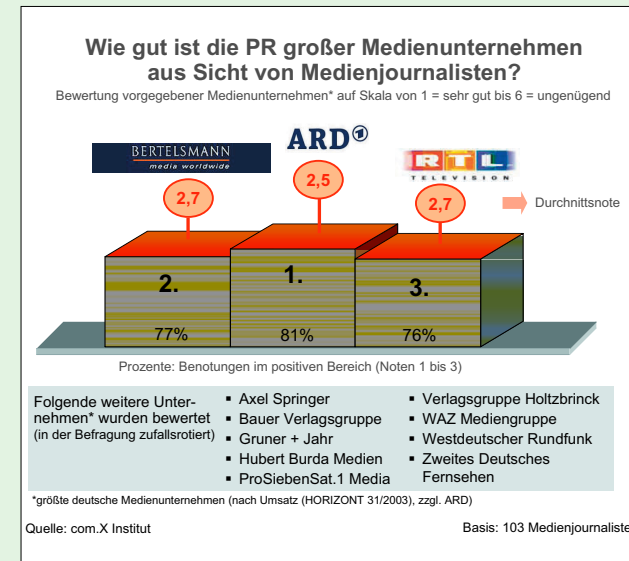 Wie gut ist die PR großer Medienunternehmen
aus Sicht von Medienjournalisten?
Bewertung vorgegebener Medienunternehmen* auf Skala von 1 = sehr gut bis 6 = ungenügend
BERTELSMANN
media worldwide
ARD
RTL
TELEVISION
2,7
2,5
2,7
Durchnittsnote
2.
1.
3.
77%
81%
76%
Prozente: Benotungen im positiven Bereich (Noten 1 bis 3)
Folgende weitere Unter-
nehmen* wurden bewertet
(in der Befragung zufallsrotiert)
▪ Axel Springer
▪ Bauer Verlagsgruppe
▪ Gruner + Jahr
▪ Hubert Burda Medien
▪ ProSiebenSat.1 Media
▪ Verlagsgruppe Holtzbrinck
▪ WAZ Mediengruppe
▪ Westdeutscher Rundfunk
▪ Zweites Deutsches
Fernsehen
*größte deutsche Medienunternehmen (nach Umsatz (HORIZONT 31/2003), zzgl. ARD)
Quelle: com.X Institut
Basis: 103 Medienjournaliste